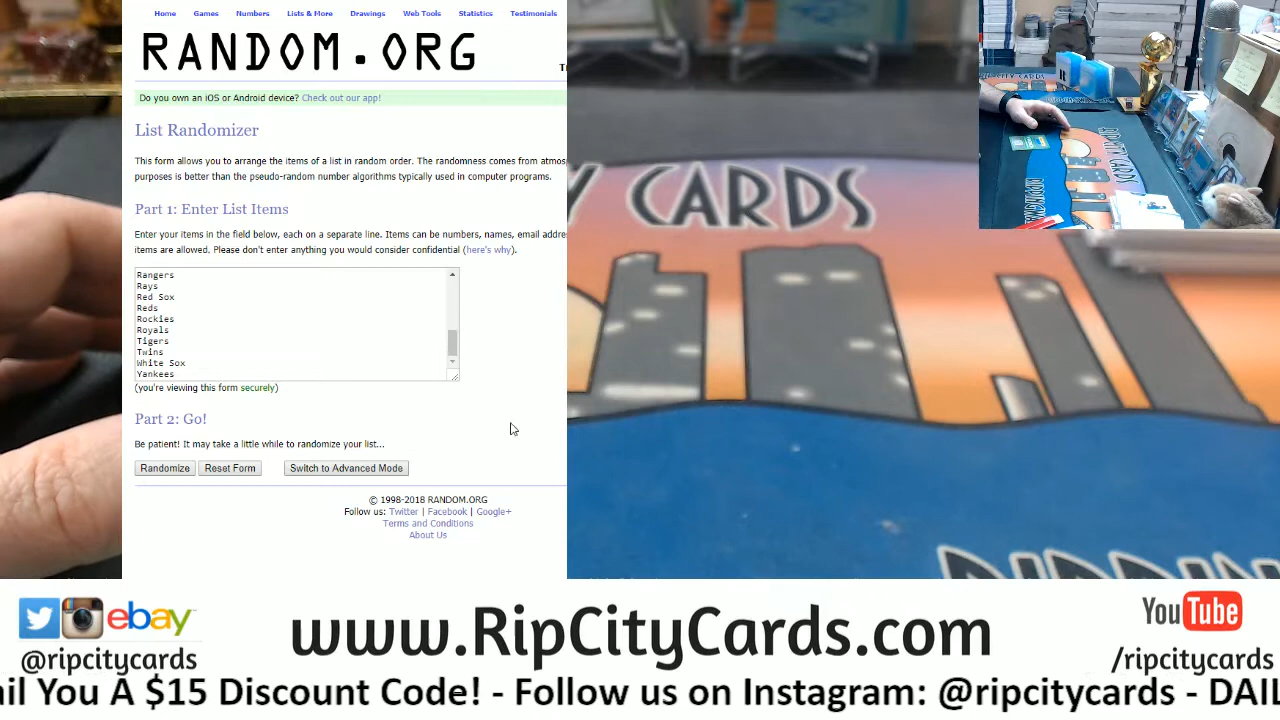 Home Games Numbers Lists & More Drawings Web Tools Statistics Testimonials
RANDOM.ORG
Do you own an iOS or Android device? Check out our app!
List Randomizer
This form allows you to arrange the items of a list in random order. The randomness comes from atmos
purposes is better than the pseudo-random number algorithms typically used in computer programs.
Part 1: Enter List Items
Enter your items in the field below, each on a separate line. Items can be numbers, names, email addre
items are allowed. Please don't enter anything you would consider confidential (here's why).
Rangers
Rays
Red Sox
Reds
Rockies
Royals
Tigers
Twins
White Sox
Yankees
(you're viewing this form securely)
Part 2: Go!
Be patient! It may take a little while to randomize your list...
Randomize Reset Form Switch to Advanced Mode
© 1998-2018 RANDOM.ORG
Follow us: Twitter | Facebook | Google+
Terms and Conditions
About Us
Y CARDS
RIP CITY CARDS
ebay
@ripcitycards
www.RipCityCards.com
YouTube
/ripcitycards
ail You A $15 Discount Code! - Follow us on Instagram: @ripcitycards - DAIL